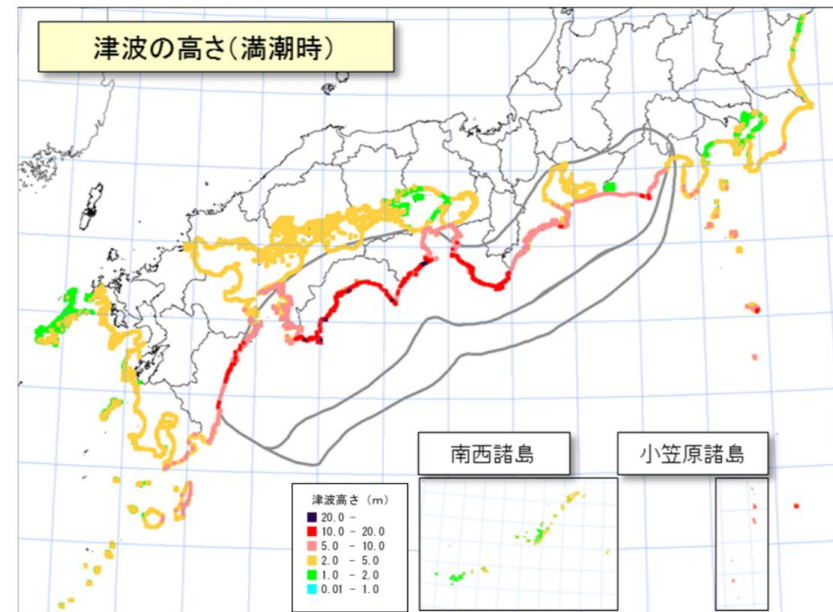 津波の高さ(満潮時)
南西諸島
小笠原諸島
津波高さ (m)
20.0 -
10.0 - 20.0
5.0 - 10.0
2.0 - 5.0
1.0 - 2.0
0.01 - 1.0